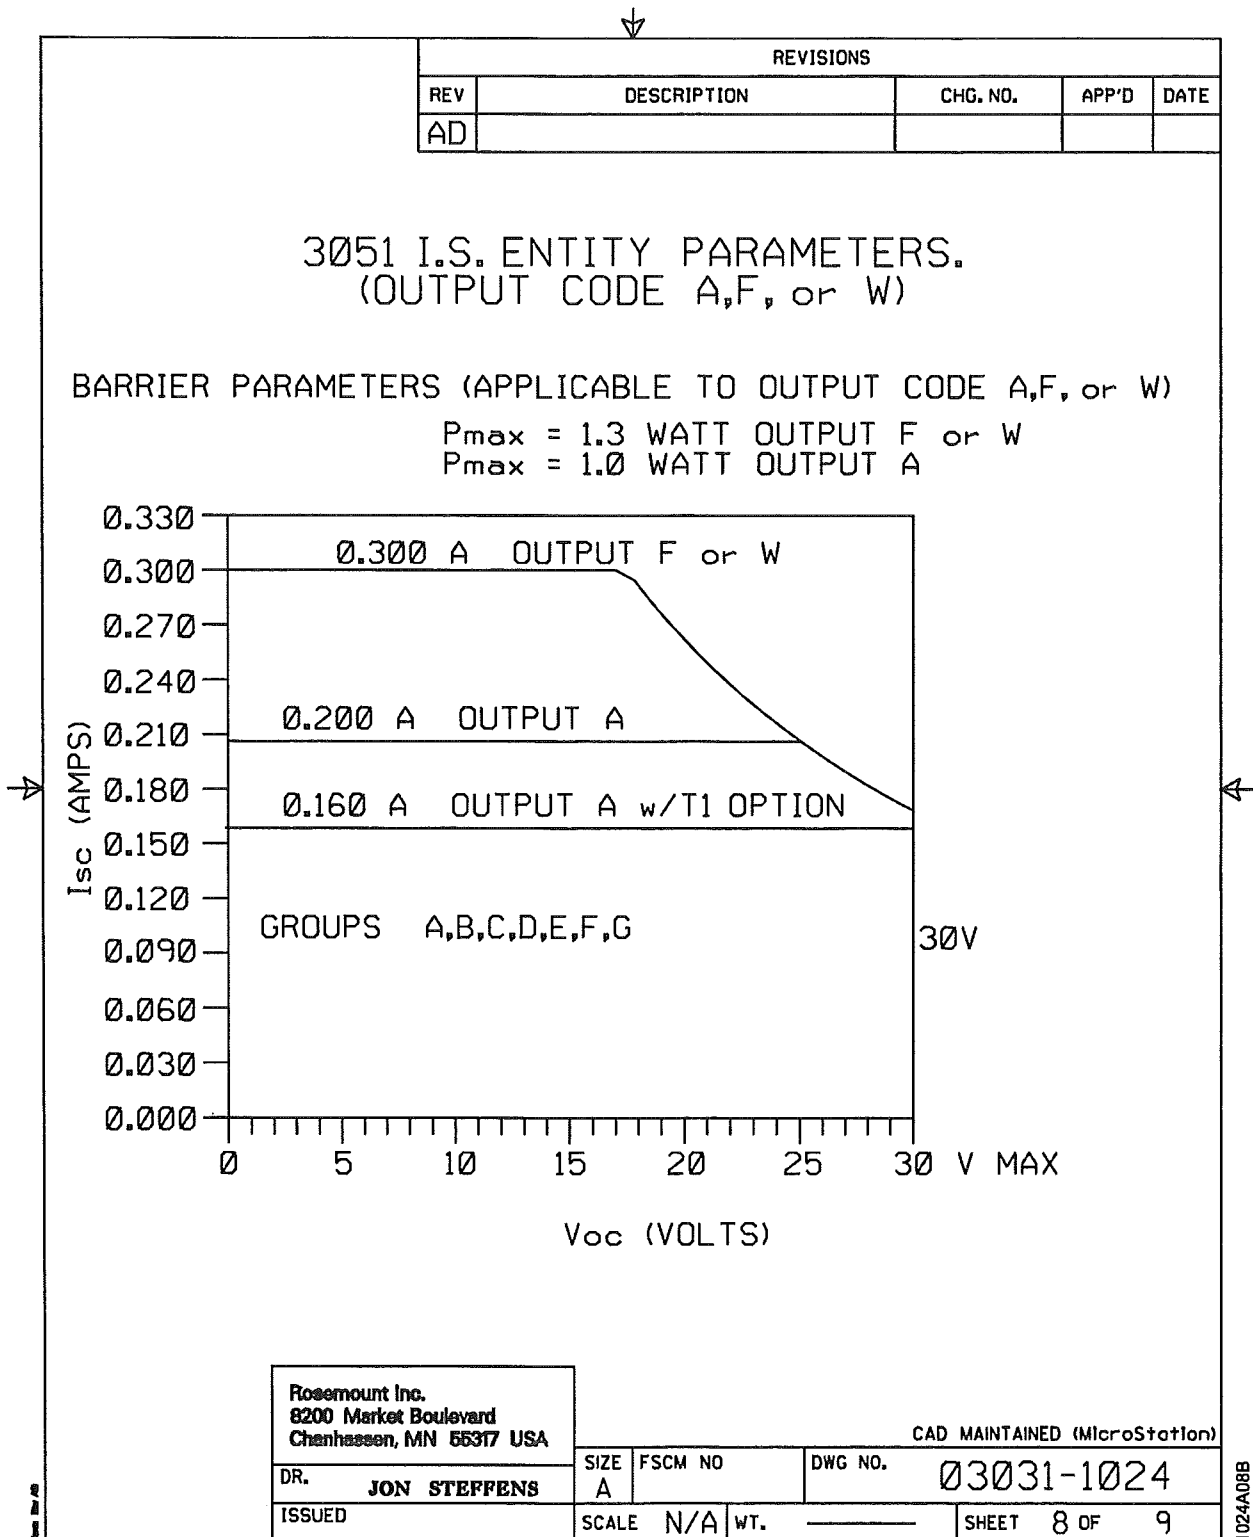 REVISIONS
REV DESCRIPTION CHG. NO. APP'D DATE
AD
3051 I.S. ENTITY PARAMETERS.
(OUTPUT CODE A,F, or W)
BARRIER PARAMETERS (APPLICABLE TO OUTPUT CODE A,F, or W)
Pmax = 1.3 WATT OUTPUT F or W
Pmax = 1.0 WATT OUTPUT A
0.330
0.300 A OUTPUT F or W
0.300
0.270
0.240
0.200 A OUTPUT A
0.210
0.180
0.160 A OUTPUT A w/T1 OPTION
0.150
0.120
GROUPS A,B,C,D,E,F,G
30V
0.090
0.060
0.030
0.000
Isc (AMPS)
0 5 10 15 20 25 30 V MAX
Voc (VOLTS)
Rosemount Inc.
8200 Market Boulevard
Chanhassen, MN 55317 USA
CAD MAINTAINED (MicroStation)
DR. JON STEFFENS
SIZE A
FSCM NO
DWG NO. 03031-1024
ISSUED
SCALE N/A WT. SHEET 8 OF 9
1024A08B